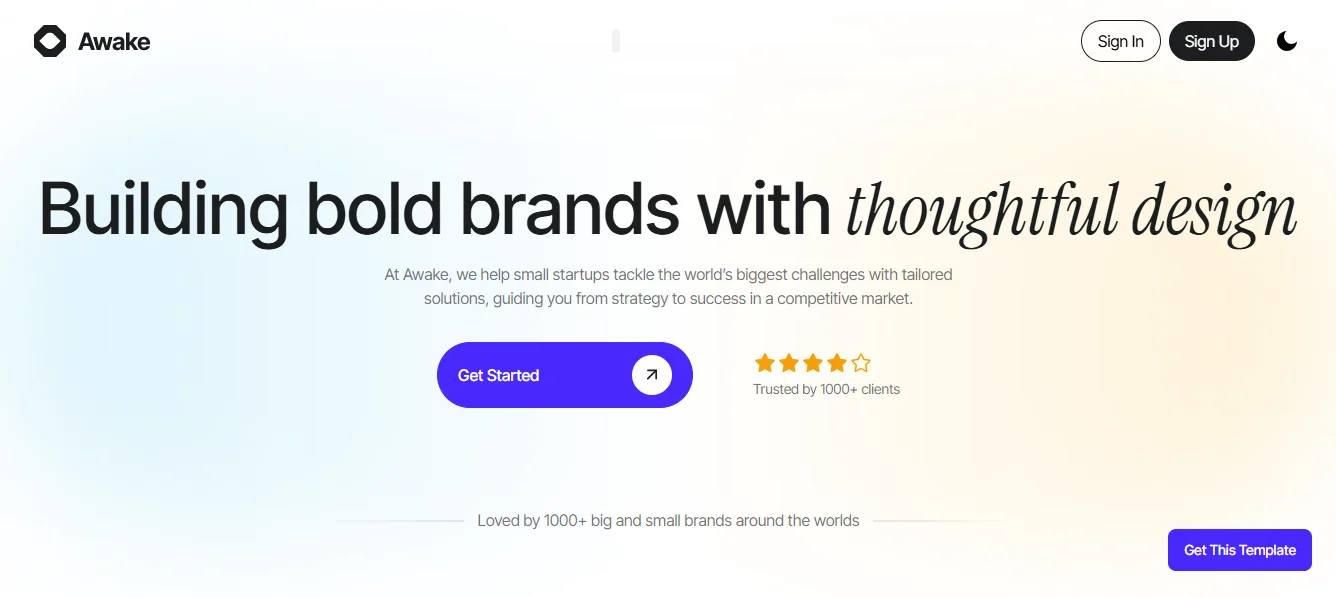 Awake
Sign In
Sign Up
Building bold brands with thoughtful design
At Awake, we help small startups tackle the world’s biggest challenges with tailored
solutions, guiding you from strategy to success in a competitive market.
Get Started
Trusted by 1000+ clients
Loved by 1000+ big and small brands around the worlds
Get This Template